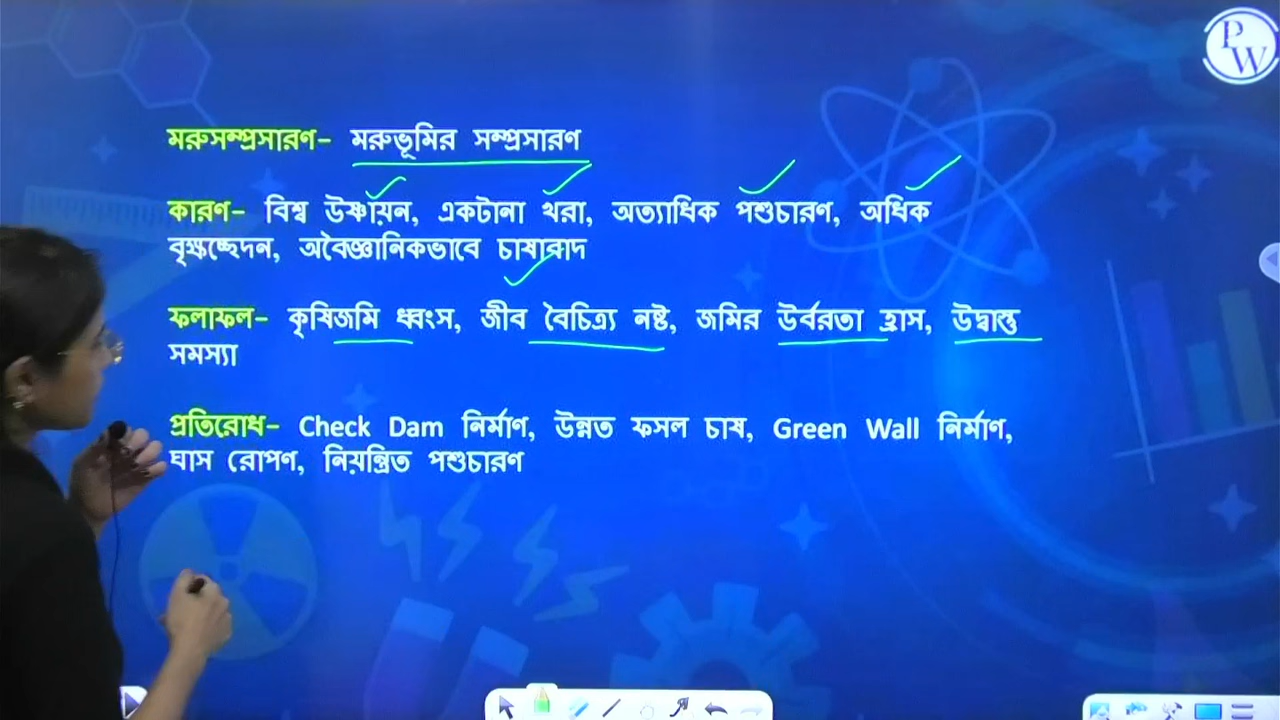 PW
মরুসম্প্রসারণ- মরুভূমির সম্প্রসারণ
কারণ- বিশ্ব উষ্ণায়ন, একটানা খরা, অত্যাধিক পশুচারণ, অধিক
বৃক্ষচ্ছেদন, অবৈজ্ঞানিকভাবে চাষাবাদ
ফলাফল- কৃষিজমি ধ্বংস, জীব বৈচিত্র্য নষ্ট, জমির উর্বরতা হ্রাস, উদ্বাস্তু
সমস্যা
প্রতিরোধ- Check Dam নির্মাণ, উন্নত ফসল চাষ, Green Wall নির্মাণ,
ঘাস রোপণ, নিয়ন্ত্রিত পশুচারণ